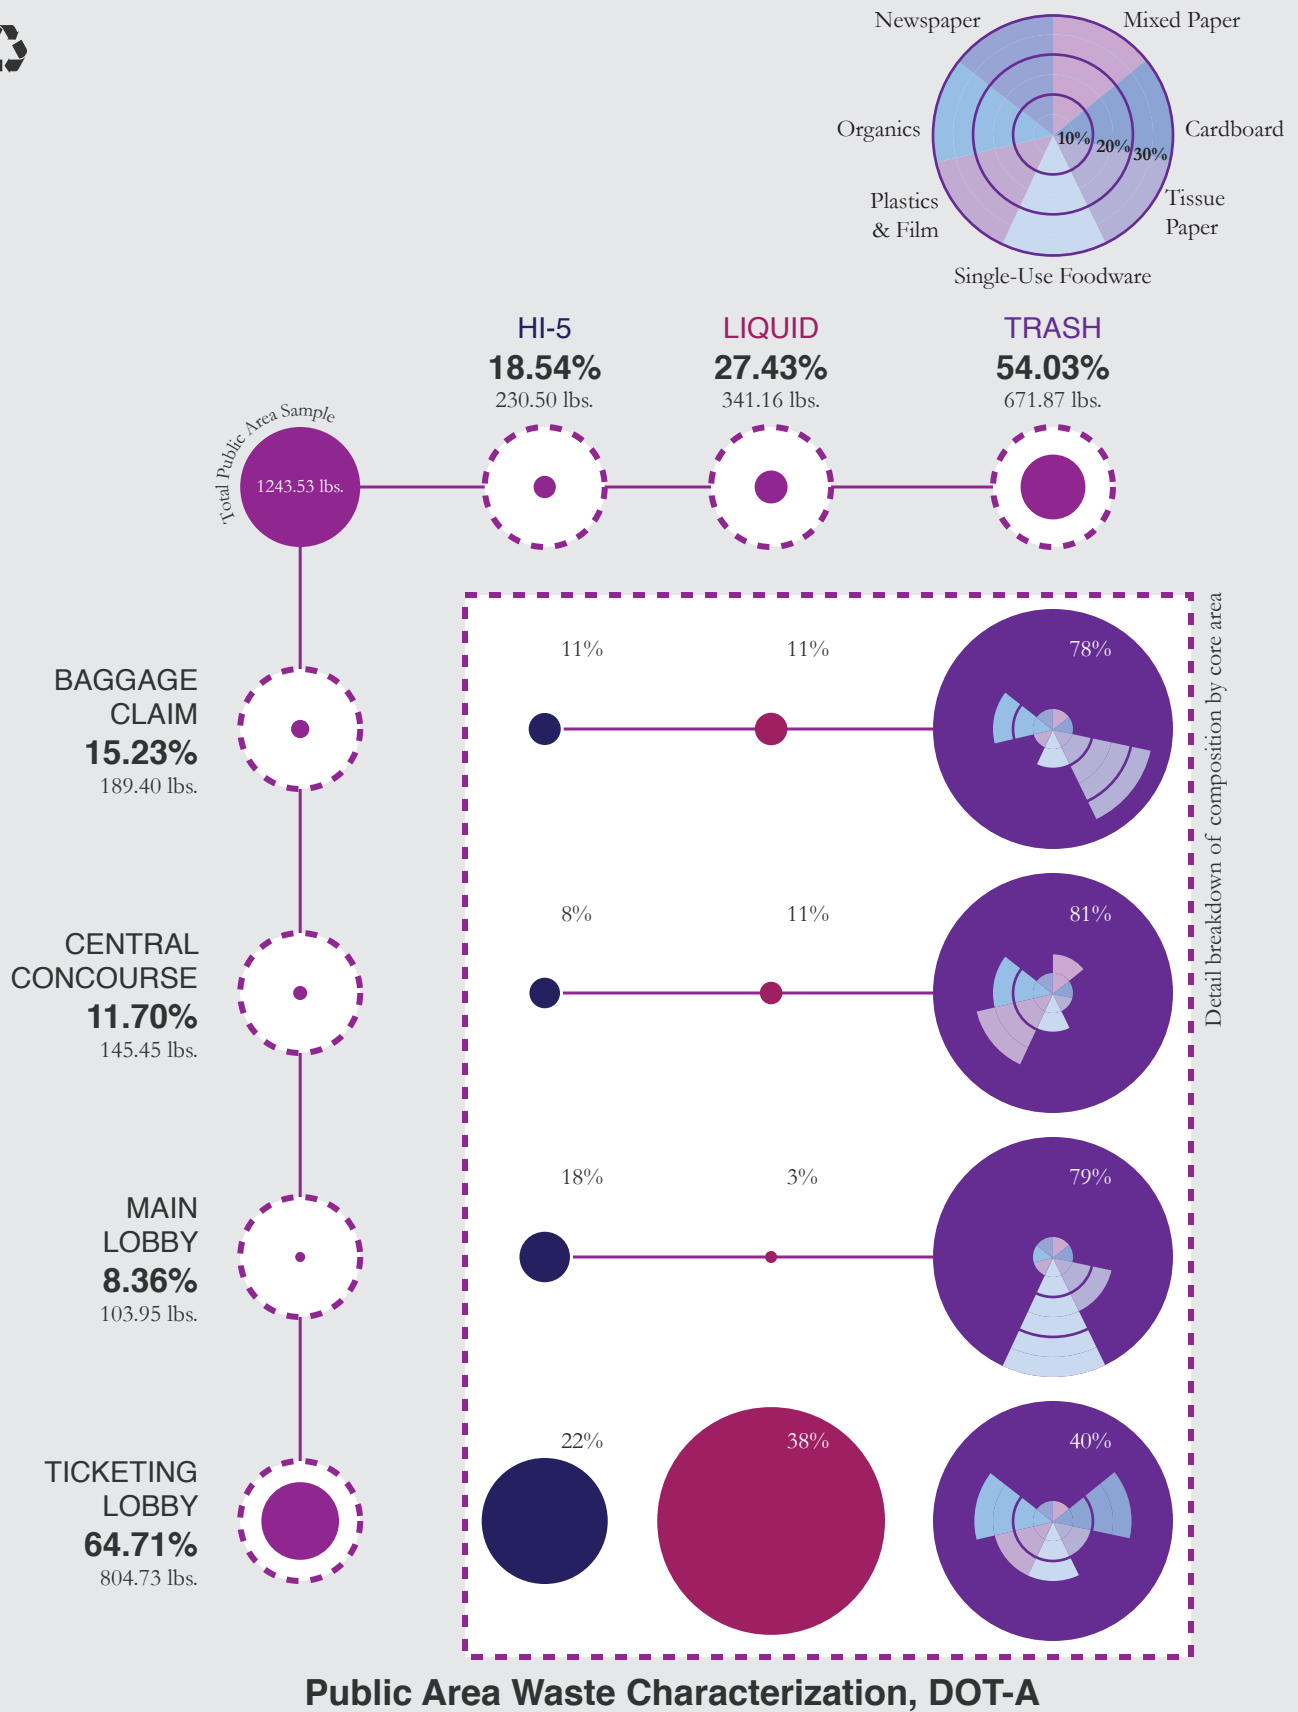 Newspaper
Mixed Paper
Organics
Cardboard
10%
20%
30%
Plastics
& Film
Tissue
Paper
Single-Use Foodware
HI-5
18.54%
230.50 lbs.
LIQUID
27.43%
341.16 lbs.
TRASH
54.03%
671.87 lbs.
Total Public Area Sample
1243.53 lbs.
Detail breakdown of composition by core area
BAGGAGE
CLAIM
15.23%
189.40 lbs.
11%
11%
78%
CENTRAL
CONCOURSE
11.70%
145.45 lbs.
8%
11%
81%
MAIN
LOBBY
8.36%
103.95 lbs.
18%
3%
79%
TICKETING
LOBBY
64.71%
804.73 lbs.
22%
38%
40%
Public Area Waste Characterization, DOT-A